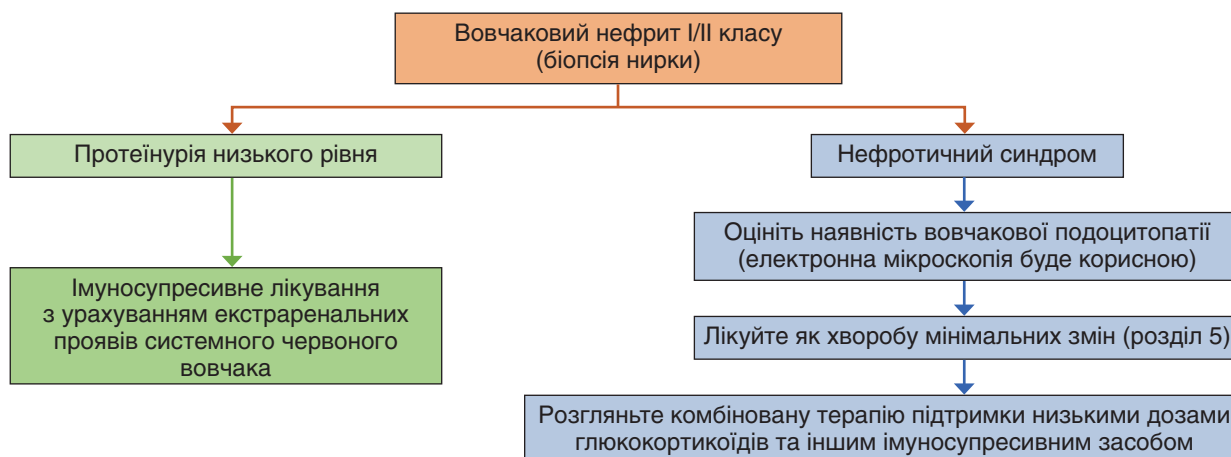 Вовчаковий нефрит I/II класу
(біопсія нирки)
Протеїнурія низького рівня
Нефротичний синдром
Оцініть наявність вовчакової подоцитопатії
(електронна мікроскопія буде корисною)
Імуносупресивне лікування
з урахуванням екстраренальних
проявів системного червоного
вовчака
Лікуйте як хворобу мінімальних змін (розділ 5)
Розгляньте комбіновану терапію підтримки низькими дозами
глюкокортикоїдів та іншим імуносупресивним засобом